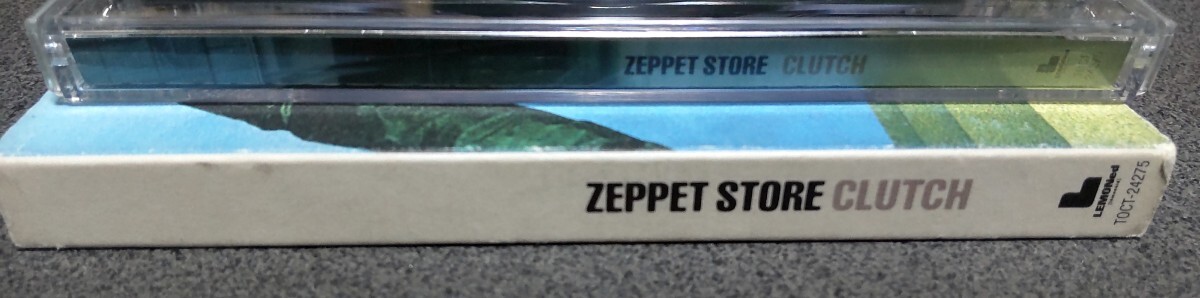 ZEPPET STORE CLUTCH
ZEPPET STORE CLUTCH
LEMONed
TOCT-24275